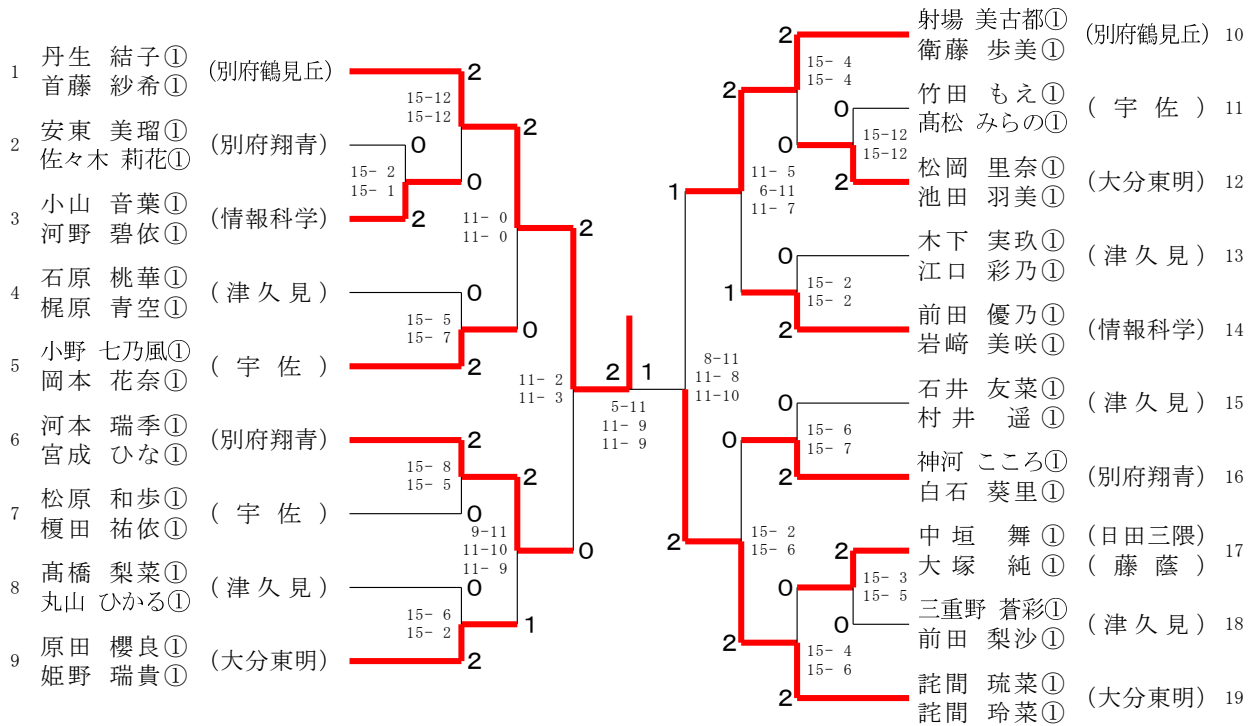 1 丹生 結子① (別府鶴見丘)
首藤 紗希①
2
15-12
15-12
2
2 安東 美瑠① (別府翔青)
佐々木 莉花①
0
15- 2
15- 1
0
3 小山 音葉① (情報科学)
河野 碧依①
2
11- 0
11- 0
2
4 石原 桃華① (津久見)
梶原 青空①
0
15- 5
15- 7
0
5 小野 七乃風① (宇佐)
岡本 花奈①
2
11- 2
11- 3
2 1
5-11
11- 9
11- 9
6 河本 瑞季① (別府翔青)
宮成 ひな①
2
15- 8
15- 5
2
7 松原 和歩① (宇佐)
榎田 祐依①
0
9-11
11-10
11- 9
0
8 髙橋 梨菜① (津久見)
丸山 ひかる①
0
15- 6
15- 2
1
9 原田 櫻良① (大分東明)
姫野 瑞貴①
2
射場 美古都① (別府鶴見丘) 10
衛藤 歩美①
2
15- 4
15- 4
2
竹田 もえ① (宇佐) 11
髙松 みらの①
0
15-12
15-12
0
松岡 里奈① (大分東明) 12
池田 羽美①
2
11- 5
6-11
11- 7
1
木下 実玖① (津久見) 13
江口 彩乃①
0
15- 2
15- 2
1
前田 優乃① (情報科学) 14
岩﨑 美咲①
2
8-11
11- 8
11-10
石井 友菜① (津久見) 15
村井 遥①
0
15- 6
15- 7
0
神河 こころ① (別府翔青) 16
白石 葵里①
2
15- 2
15- 6
2
中垣 舞① (日田三隈) 17
大塚 純① (藤蔭)
2
15- 3
15- 5
0
三重野 蒼彩① (津久見) 18
前田 梨沙①
0
15- 4
15- 6
2
詫間 琉菜① (大分東明) 19
詫間 玲菜①
2